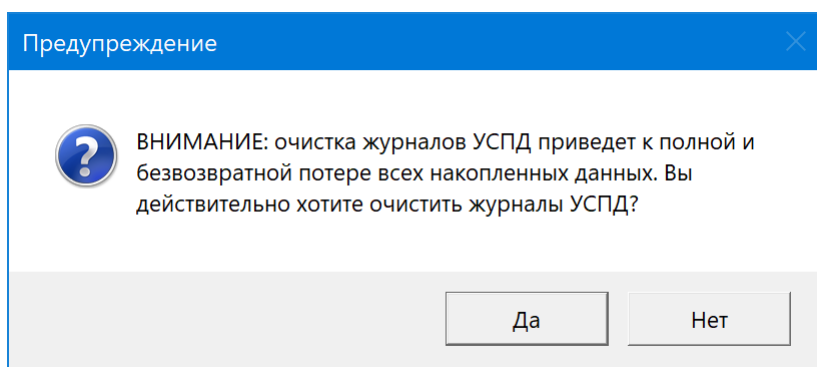 Предупреждение
ВНИМАНИЕ: очистка журналов УСПД приведет к полной и
безвозвратной потере всех накопленных данных. Вы
действительно хотите очистить журналы УСПД?
Да
Нет